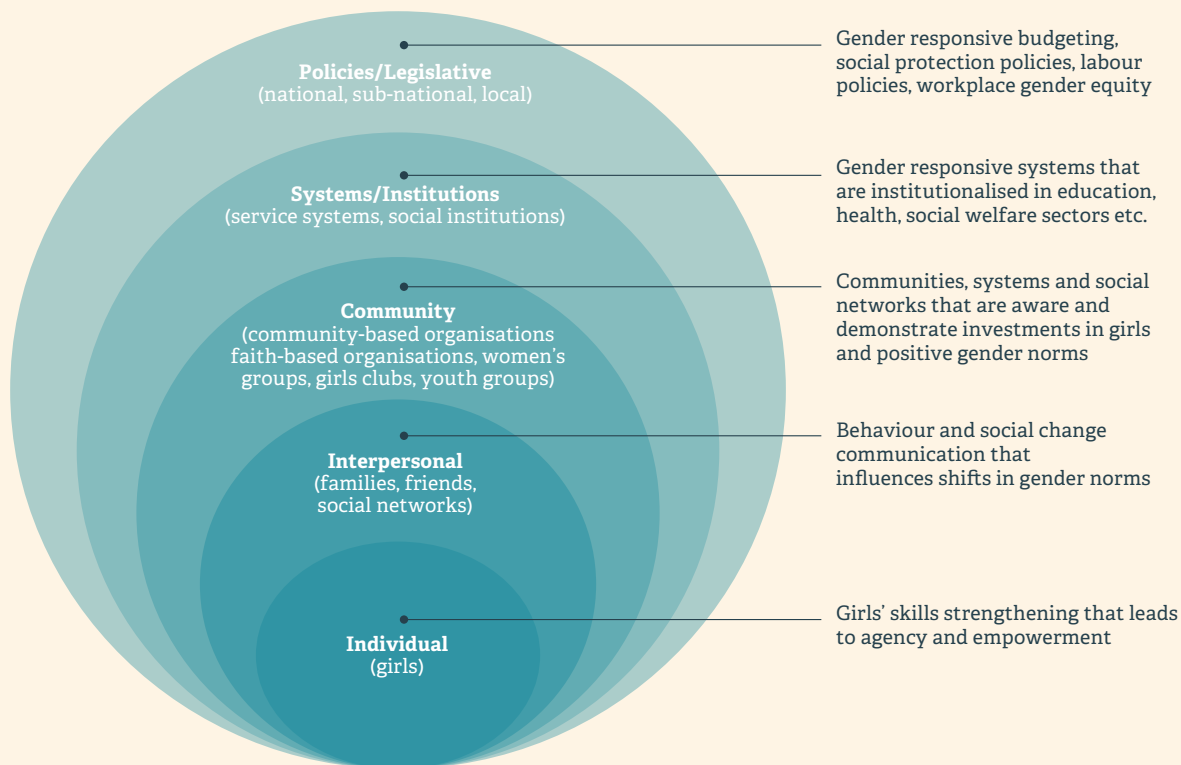 Policies/Legislative
(national, sub-national, local)
Gender responsive budgeting,
social protection policies, labour
policies, workplace gender equity
Systems/Institutions
(service systems, social institutions)
Gender responsive systems that
are institutionalised in education,
health, social welfare sectors etc.
Community
(community-based organisations
faith-based organisations, women's
groups, girls clubs, youth groups)
Communities, systems and social
networks that are aware and
demonstrate investments in girls
and positive gender norms
Interpersonal
(families, friends,
social networks)
Behaviour and social change
communication that
influences shifts in gender norms
Individual
(girls)
Girls' skills strengthening that leads
to agency and empowerment